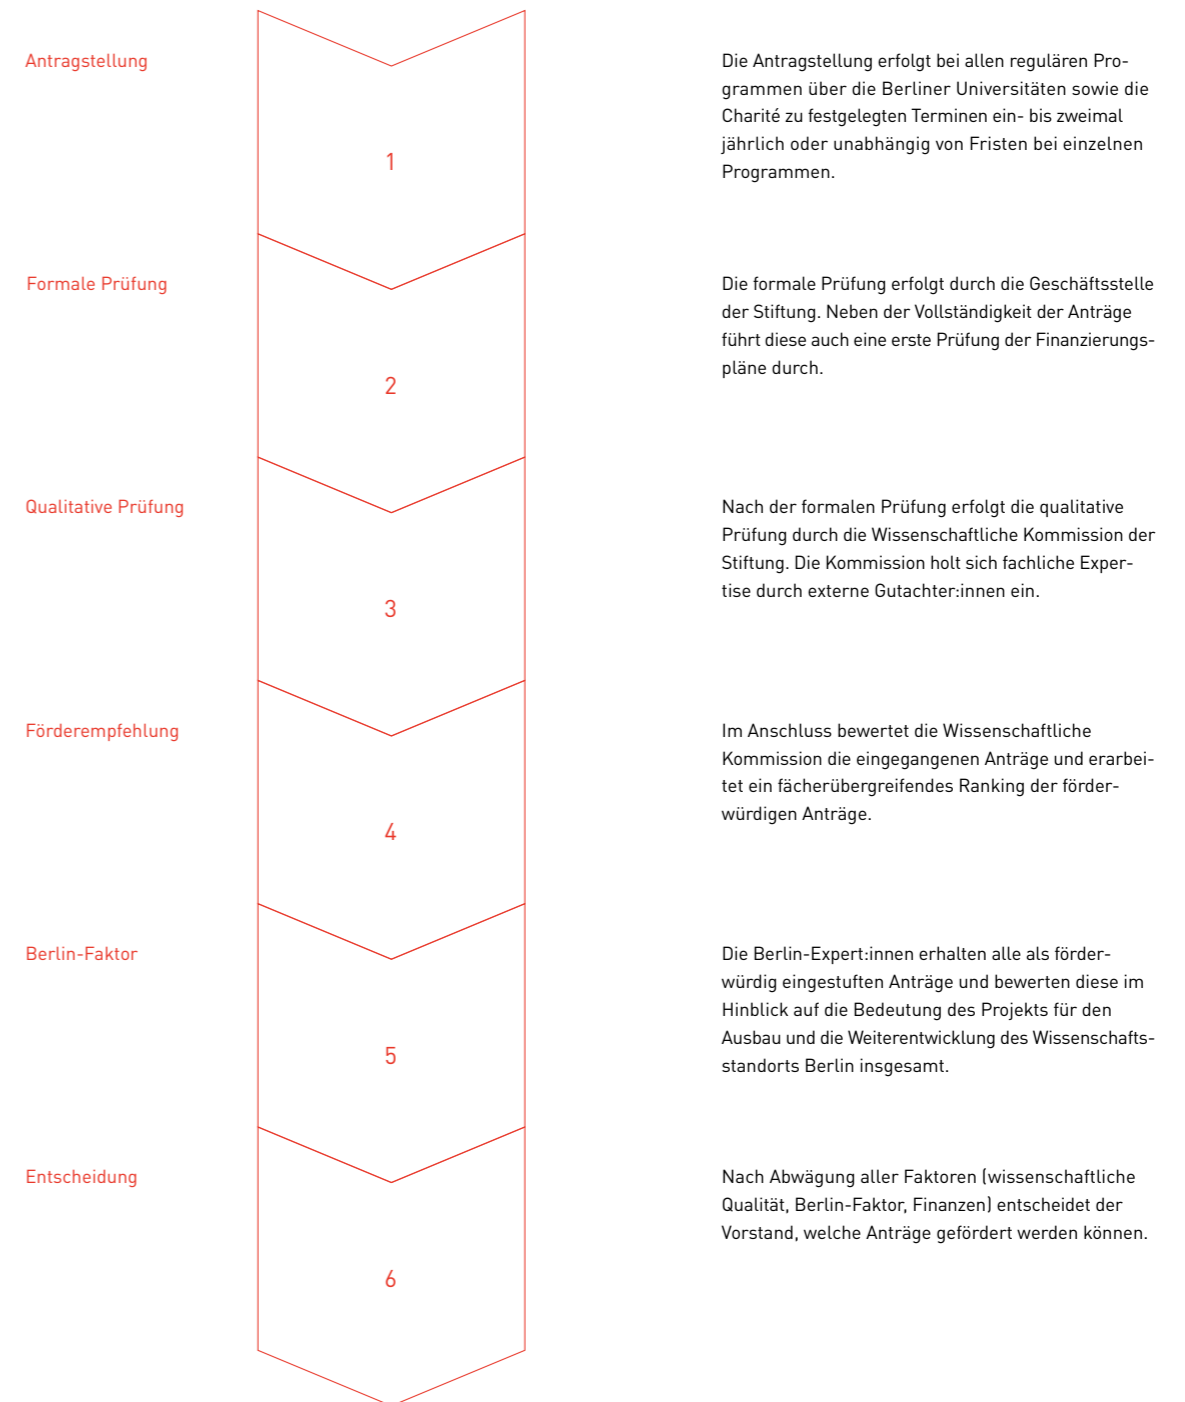 Antragstellung
1
Die Antragstellung erfolgt bei allen regulären Pro-
grammen über die Berliner Universitäten sowie die
Charité zu festgelegten Terminen ein- bis zweimal
jährlich oder unabhängig von Fristen bei einzelnen
Programmen.
Formale Prüfung
2
Die formale Prüfung erfolgt durch die Geschäftsstelle
der Stiftung. Neben der Vollständigkeit der Anträge
führt diese auch eine erste Prüfung der Finanzierungs-
pläne durch.
Qualitative Prüfung
3
Nach der formalen Prüfung erfolgt die qualitative
Prüfung durch die Wissenschaftliche Kommission der
Stiftung. Die Kommission holt sich fachliche Exper-
tise durch externe Gutachter:innen ein.
Förderempfehlung
4
Im Anschluss bewertet die Wissenschaftliche
Kommission die eingegangenen Anträge und erarbei-
tet ein fächerübergreifendes Ranking der förder-
würdigen Anträge.
Berlin-Faktor
5
Die Berlin-Expert:innen erhalten alle als förder-
würdig eingestuften Anträge und bewerten diese im
Hinblick auf die Bedeutung des Projekts für den
Ausbau und die Weiterentwicklung des Wissenschafts-
standorts Berlin insgesamt.
Entscheidung
6
Nach Abwägung aller Faktoren (wissenschaftliche
Qualität, Berlin-Faktor, Finanzen) entscheidet der
Vorstand, welche Anträge gefördert werden können.